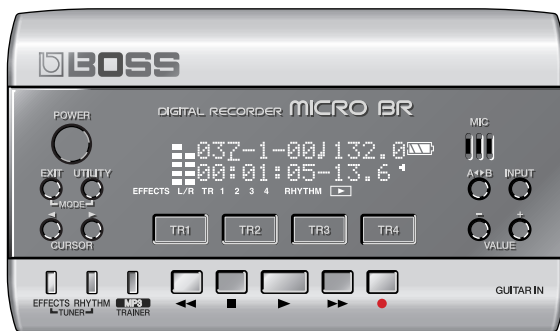 BOSS
DIGITAL RECORDER MICRO BR
POWER
MIC
037-1-00♩132.0
00:01:05-13.6
EXIT UTILITY
MODE
A◂▸B INPUT
EFFECTS L/R TR 1 2 3 4 RHYTHM
CURSOR
TR1 TR2 TR3 TR4
- +
VALUE
EFFECTS RHYTHM MP3
TUNER TRAINER
GUITAR IN